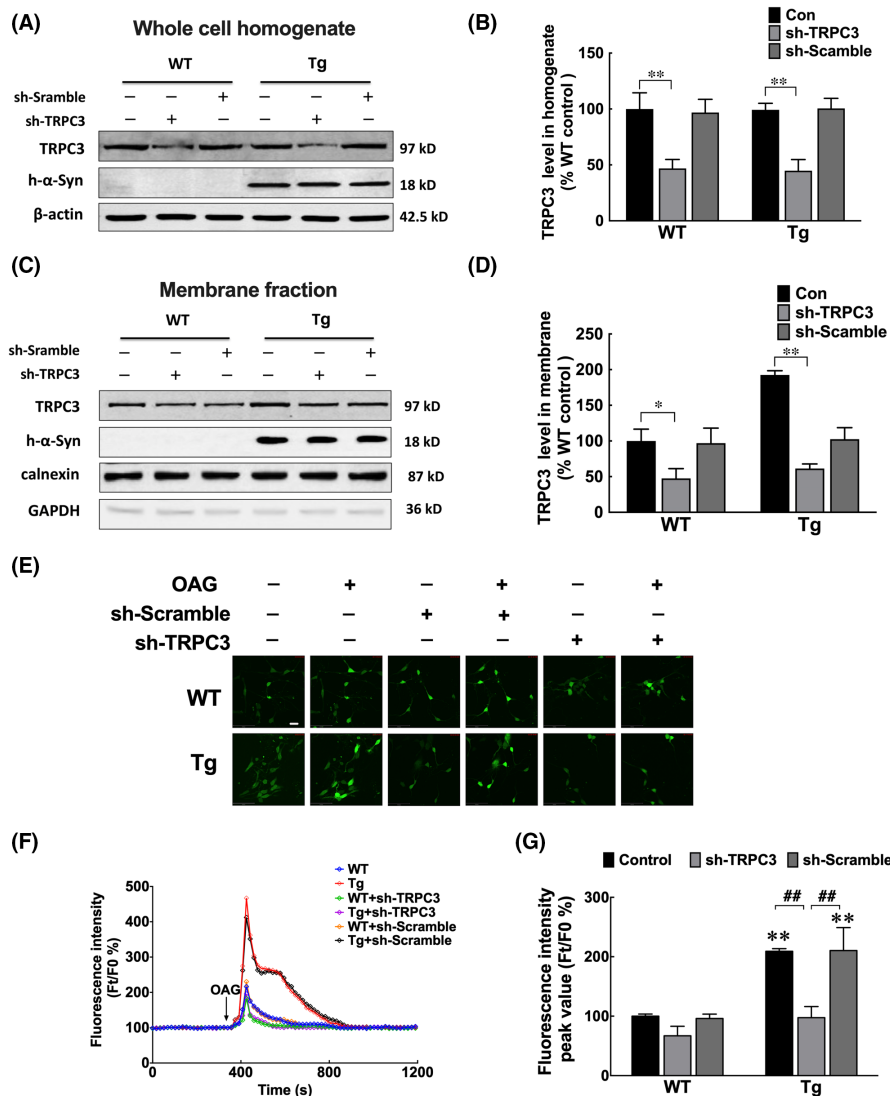 (A)
Whole cell homogenate
WT Tg
sh-Sramble – – + – – +
sh-TRPC3 – + – – + –
TRPC3 97 kD
h-α-Syn 18 kD
β-actin 42.5 kD
(B)
Con
sh-TRPC3
sh-Scamble
TRPC3 level in homogenate
(% WT control)
150
100
50
0
** **
WT Tg
(C)
Membrane fraction
WT Tg
sh-Sramble – – + – – +
sh-TRPC3 – + – – + –
TRPC3 97 kD
h-α-Syn 18 kD
calnexin 87 kD
GAPDH 36 kD
(D)
Con
sh-TRPC3
sh-Scamble
TRPC3 level in membrane
(% WT control)
250
200
150
100
50
0
* **
WT Tg
(E)
OAG – + – + – +
sh-Scramble – – + + – –
sh-TRPC3 – – – – + +
WT
Tg
(F)
WT
Tg
WT+sh-TRPC3
Tg+sh-TRPC3
WT+sh-Scramble
Tg+sh-Scramble
Fluorescence intensity
(Ft/F0 %)
500
400
300
200
100
0
OAG
0 400 800 1200
Time (s)
(G)
Control sh-TRPC3 sh-Scramble
Fluorescence intensity
peak value (Ft/F0 %)
300
200
100
0
## ##
** **
WT Tg